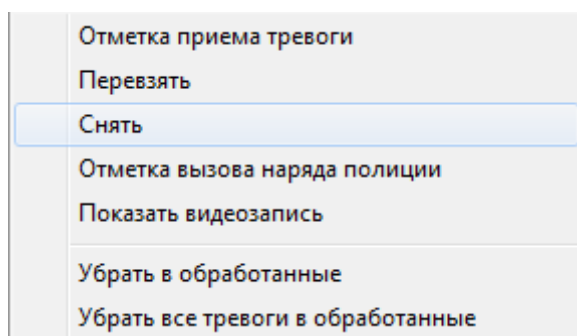 Отметка приема тревоги
Перевзять
Снять
Отметка вызова наряда полиции
Показать видеозапись
Убрать в обработанные
Убрать все тревоги в обработанные